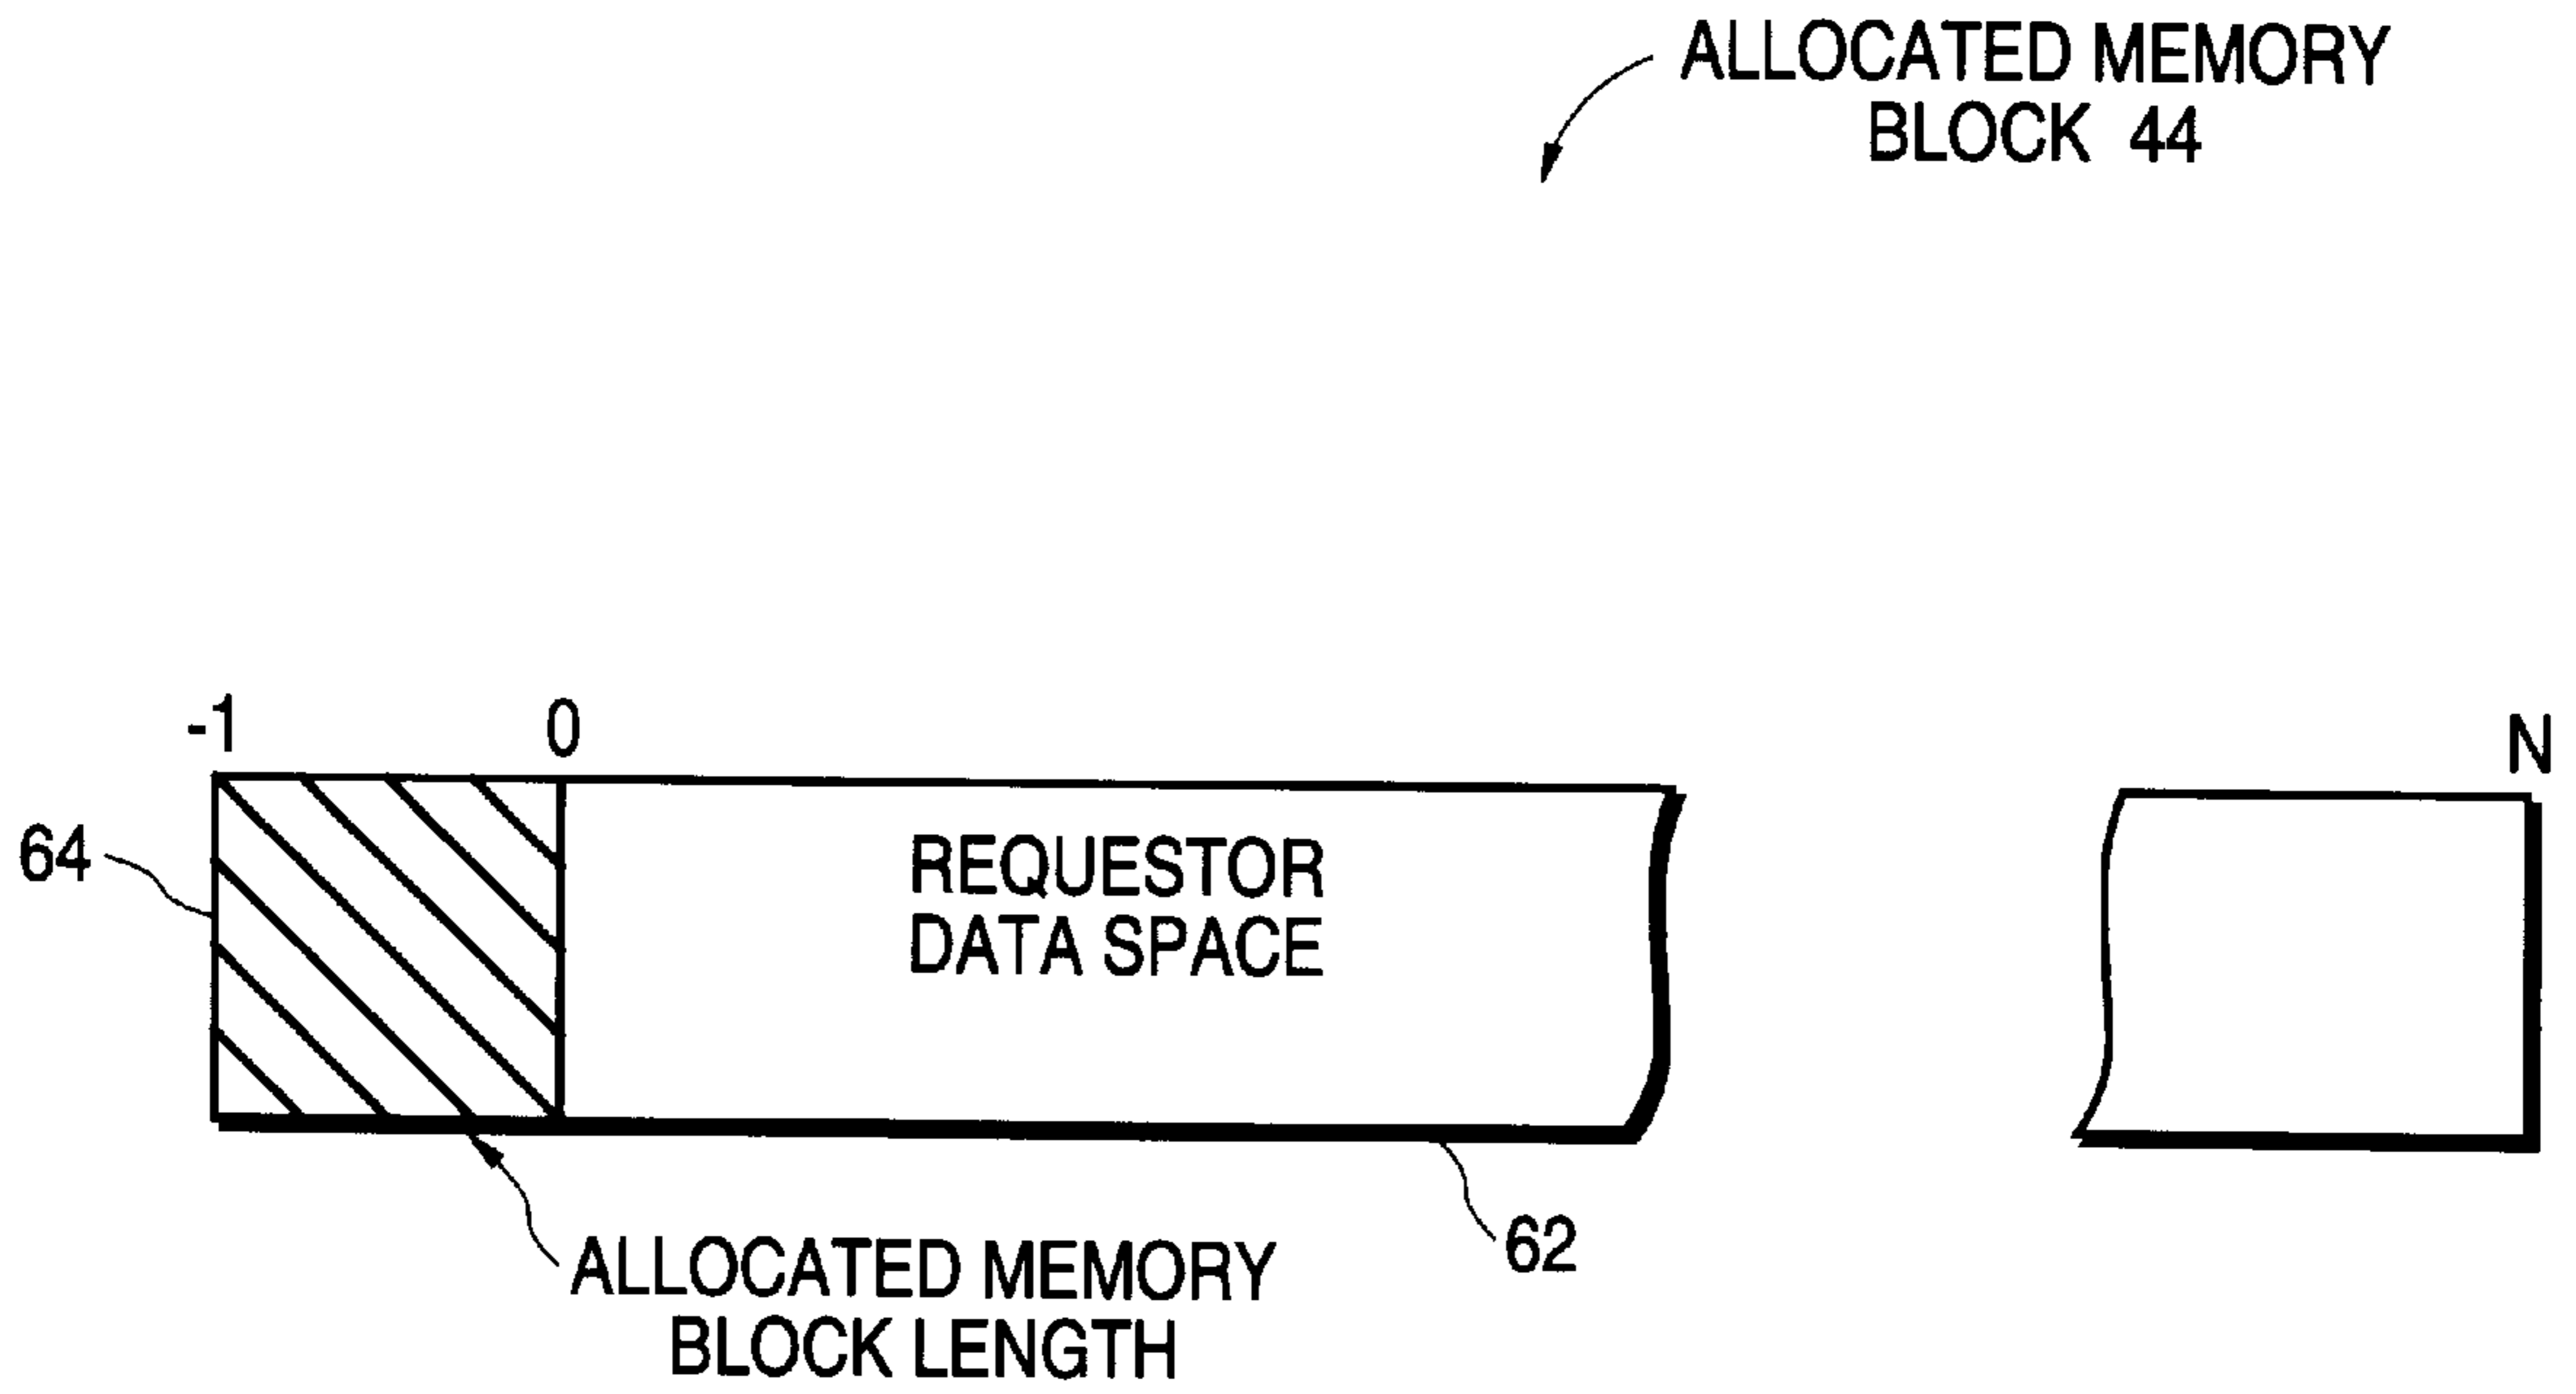 ALLOCATED MEMORY
BLOCK 44
-1 0 N
64
REQUESTOR
DATA SPACE
62
ALLOCATED MEMORY
BLOCK LENGTH